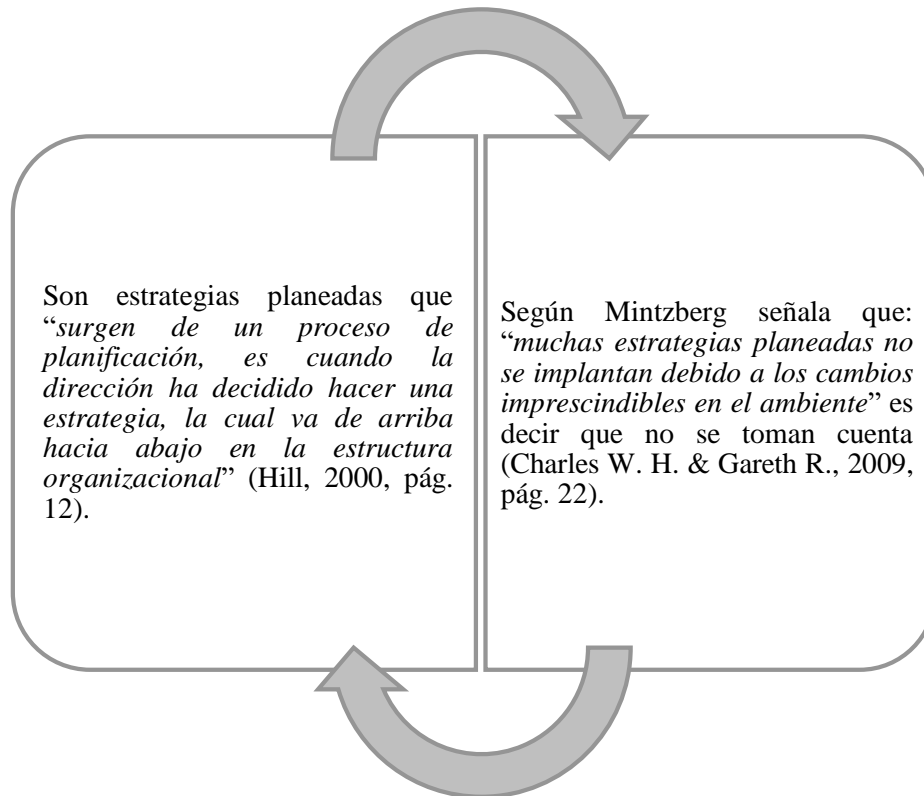 Son estrategias planeadas que
“surgen de un proceso de
planificación, es cuando la
dirección ha decidido hacer una
estrategia, la cual va de arriba
hacia abajo en la estructura
organizacional” (Hill, 2000, pág.
12).
Según Mintzberg señala que:
“muchas estrategias planeadas no
se implantan debido a los cambios
imprescindibles en el ambiente” es
decir que no se toman cuenta
(Charles W. H. & Gareth R., 2009,
pág. 22).